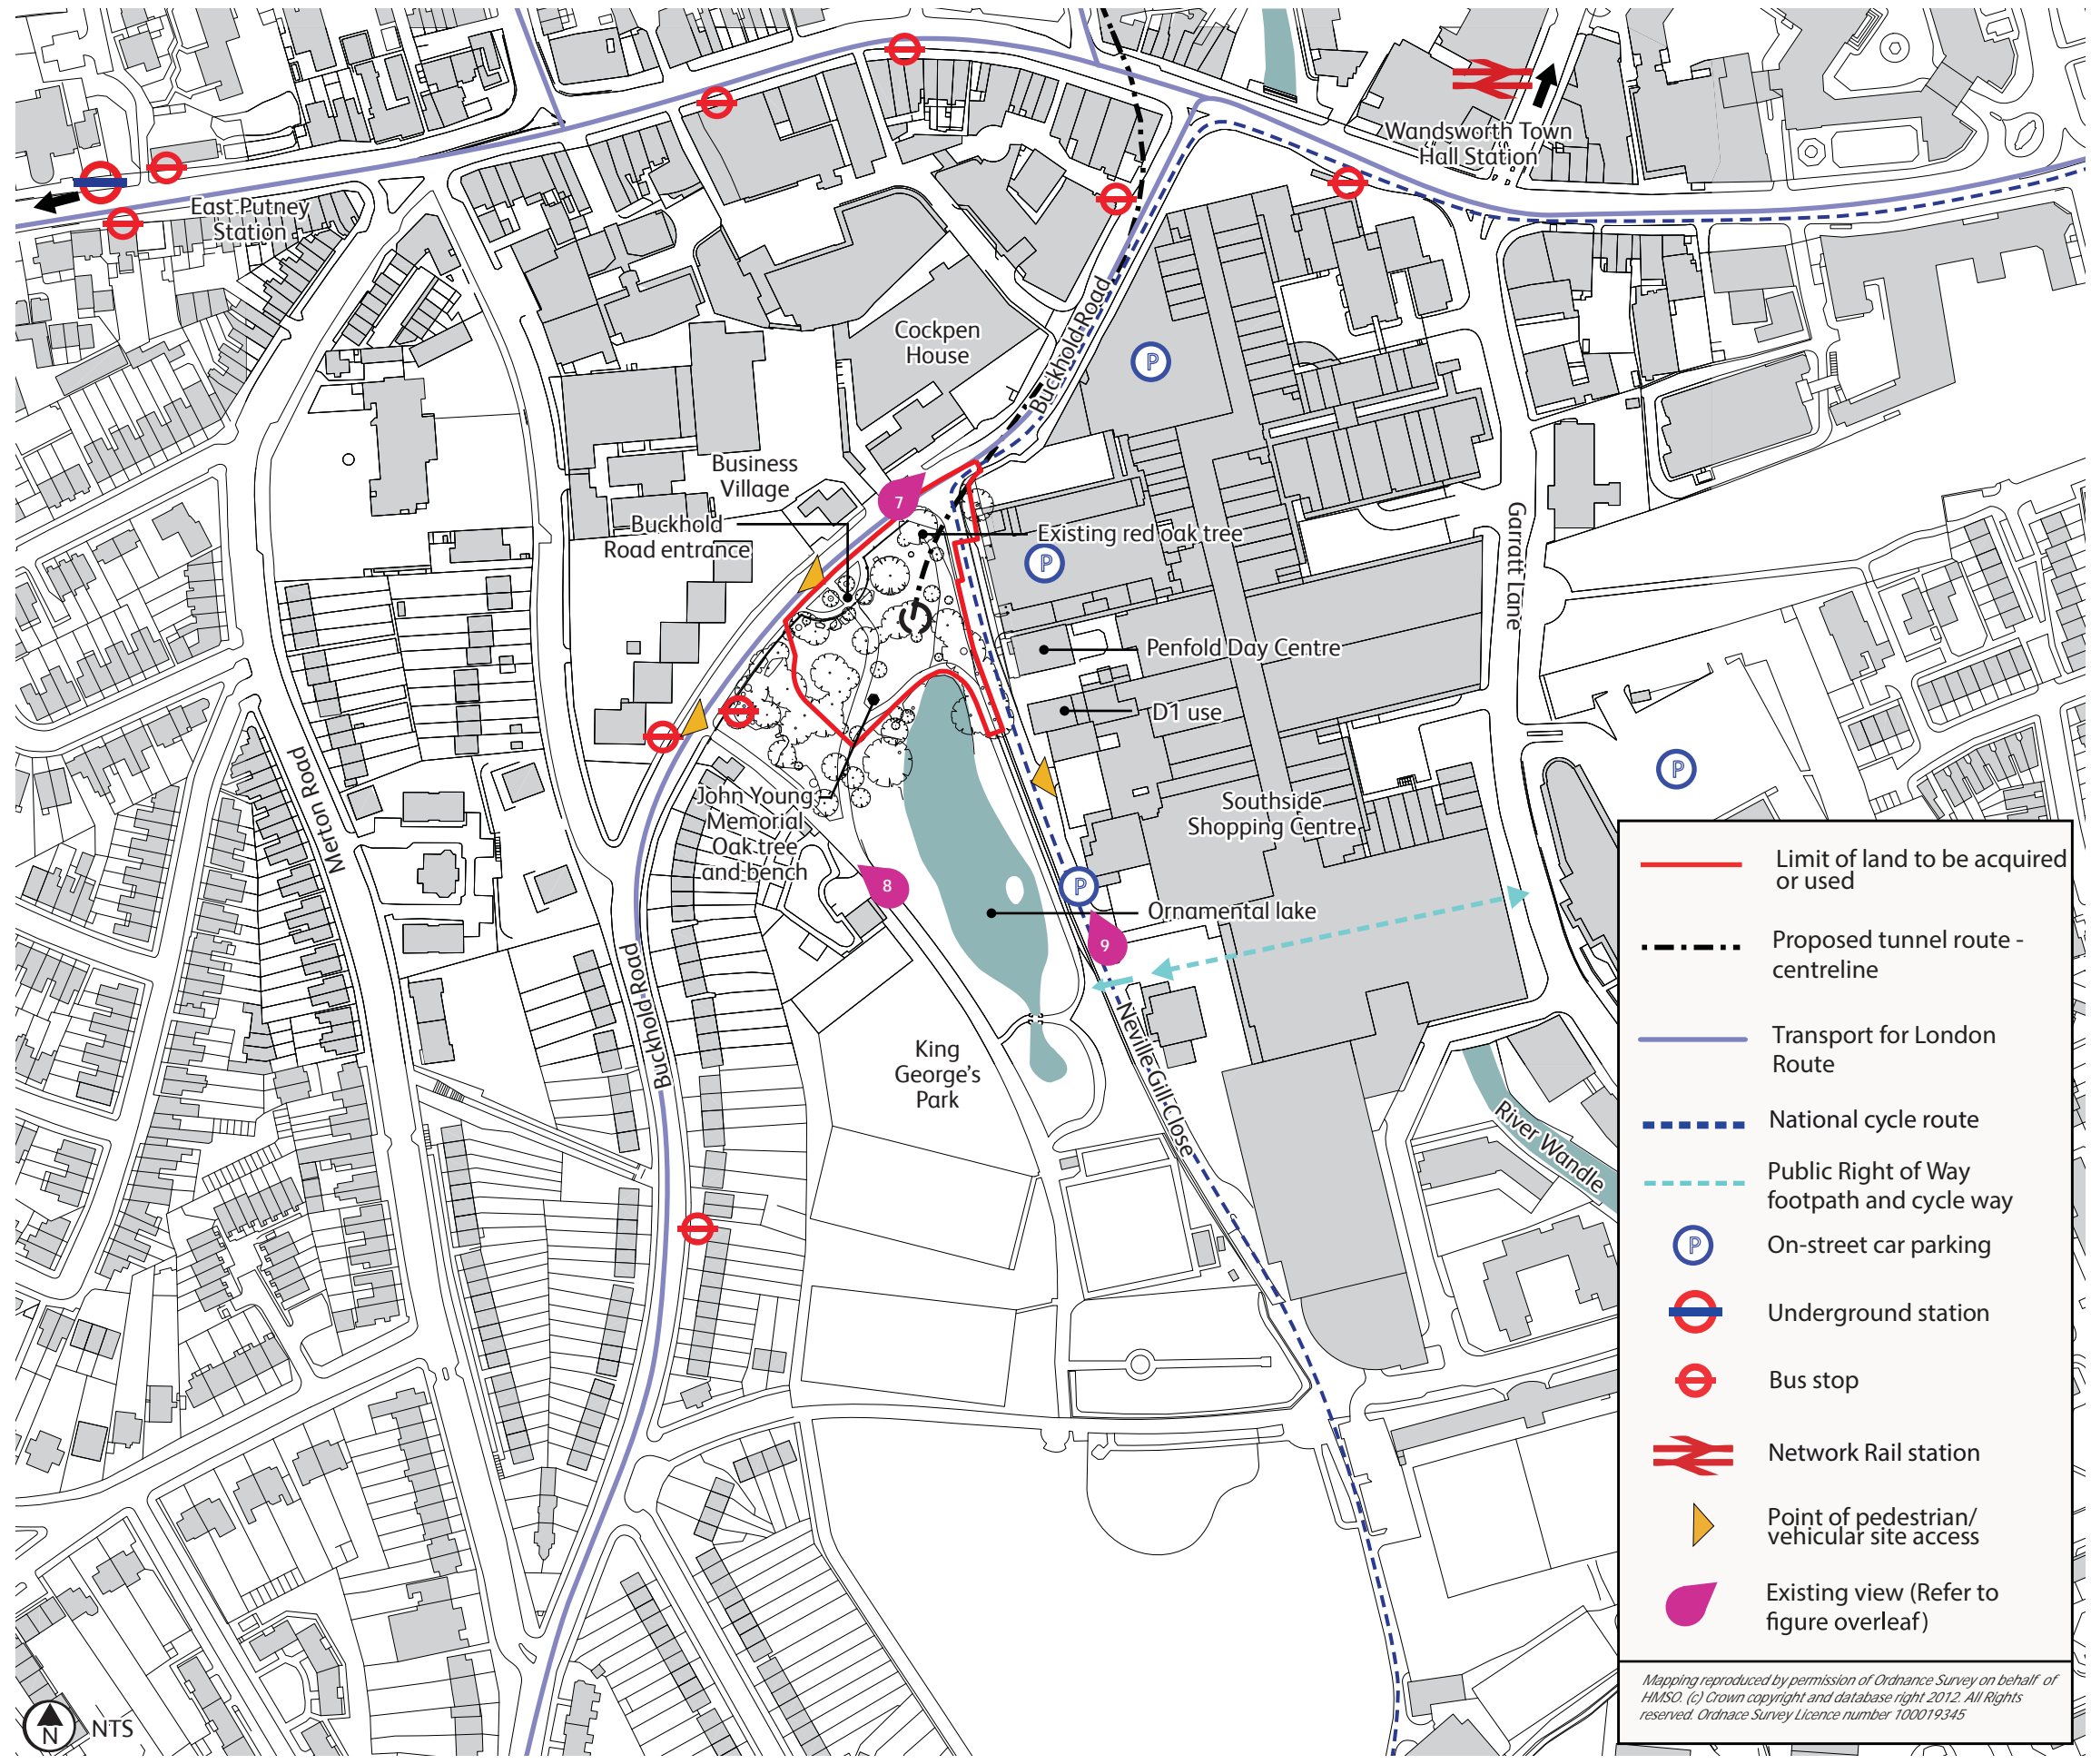 Wandsworth Town
Hall Station
East Putney
Station
Buckhold Road
Cockpen
House
P
Business
Village
7
Buckhold
Road entrance
Existing red oak tree
P
Garratt Lane
Penfold Day Centre
D1 use
Merton Road
P
John Young
Memorial
Oak tree
and bench
Southside
Shopping Centre
8
P
Ornamental lake
9
Buckhold Road
Neville Gill Close
King
George's
Park
River Wandle
Limit of land to be acquired
or used
Proposed tunnel route -
centreline
Transport for London
Route
National cycle route
Public Right of Way
footpath and cycle way
P
On-street car parking
Underground station
Bus stop
Network Rail station
Point of pedestrian/
vehicular site access
Existing view (Refer to
figure overleaf)
Mapping reproduced by permission of Ordnance Survey on behalf of
HMSO. (c) Crown copyright and database right 2012. All Rights
reserved. Ordnace Survey Licence number 100019345
N
NTS